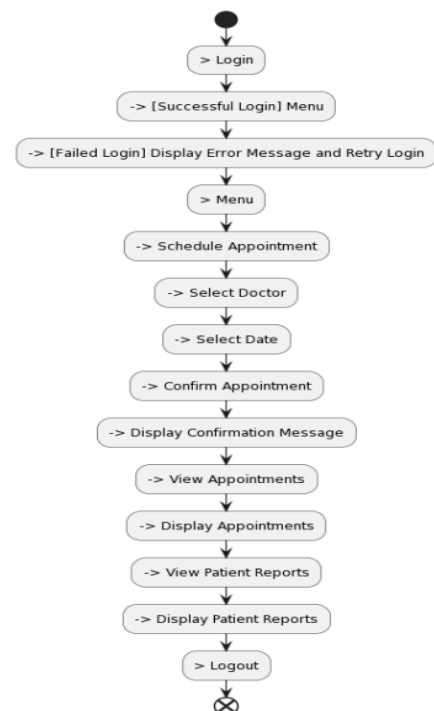 > Login
-> [Successful Login] Menu
-> [Failed Login] Display Error Message and Retry Login
> Menu
-> Schedule Appointment
-> Select Doctor
-> Select Date
-> Confirm Appointment
-> Display Confirmation Message
-> View Appointments
-> Display Appointments
-> View Patient Reports
-> Display Patient Reports
> Logout